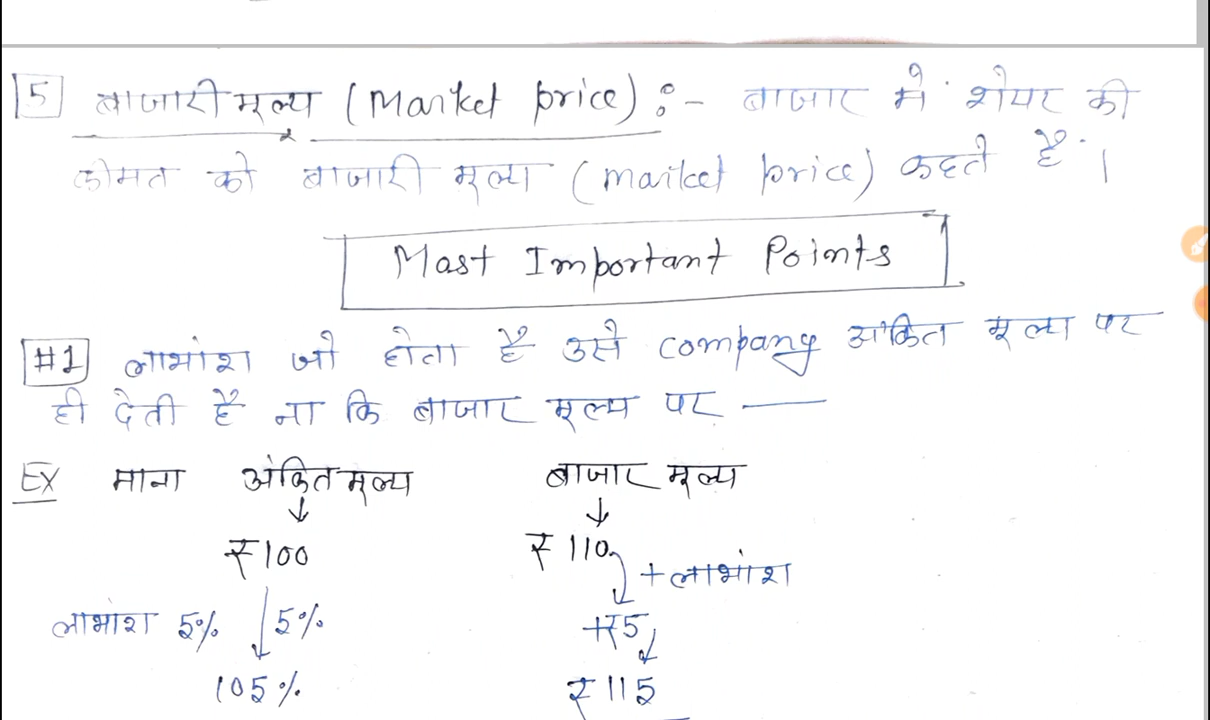 5 बाजारी मूल्य (Market price) :- बाजार में शेयर की
कीमत को बाजारी मूल्य (market price) कहते है।
Mast Important Points
#1 लाभांश जो होता है उसे company अंकित मूल्य पर
ही देती है ना कि बाजार मूल्य पर —
Ex माना अंकित मूल्य बाजार मूल्य
↓ ↓
₹100 ₹110
+लाभांश
लाभांश 5% 5% +₹5
105% ₹115